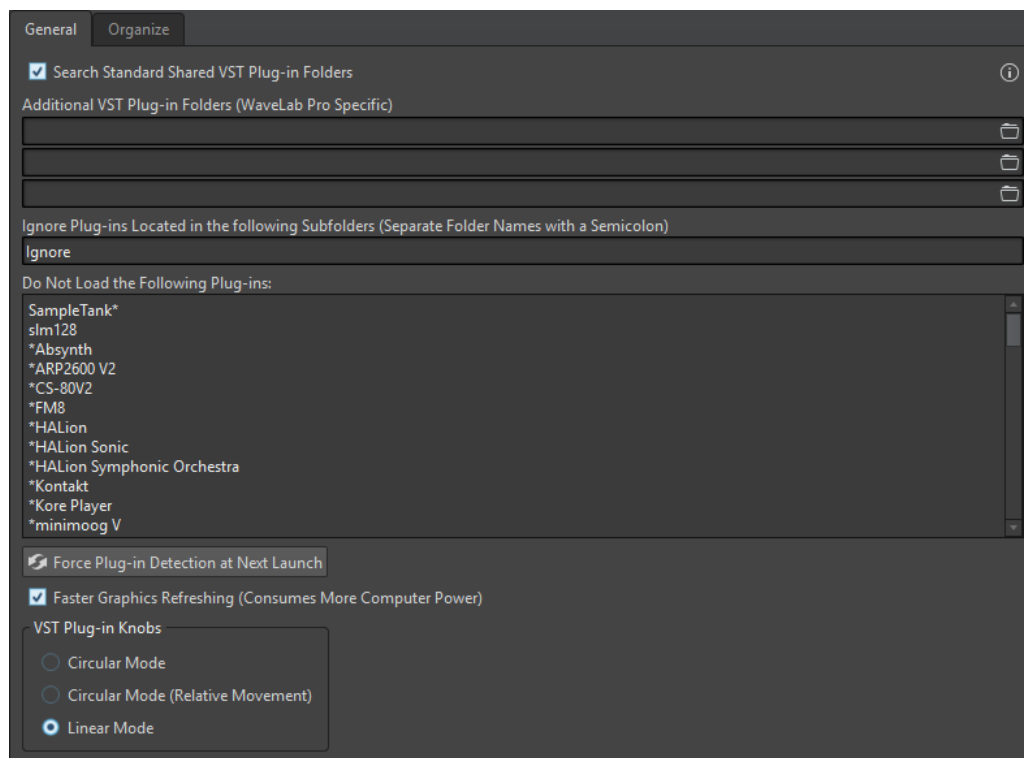 General
Organize
Search Standard Shared VST Plug-in Folders
Additional VST Plug-in Folders (WaveLab Pro Specific)
Ignore Plug-ins Located in the following Subfolders (Separate Folder Names with a Semicolon)
Ignore
Do Not Load the Following Plug-ins:
SampleTank*
slm128
*Absynth
*ARP2600 V2
*CS-80V2
*FM8
*HALion
*HALion Sonic
*HALion Symphonic Orchestra
*Kontakt
*Kore Player
*minimoog V
Force Plug-in Detection at Next Launch
Faster Graphics Refreshing (Consumes More Computer Power)
VST Plug-in Knobs
Circular Mode
Circular Mode (Relative Movement)
Linear Mode